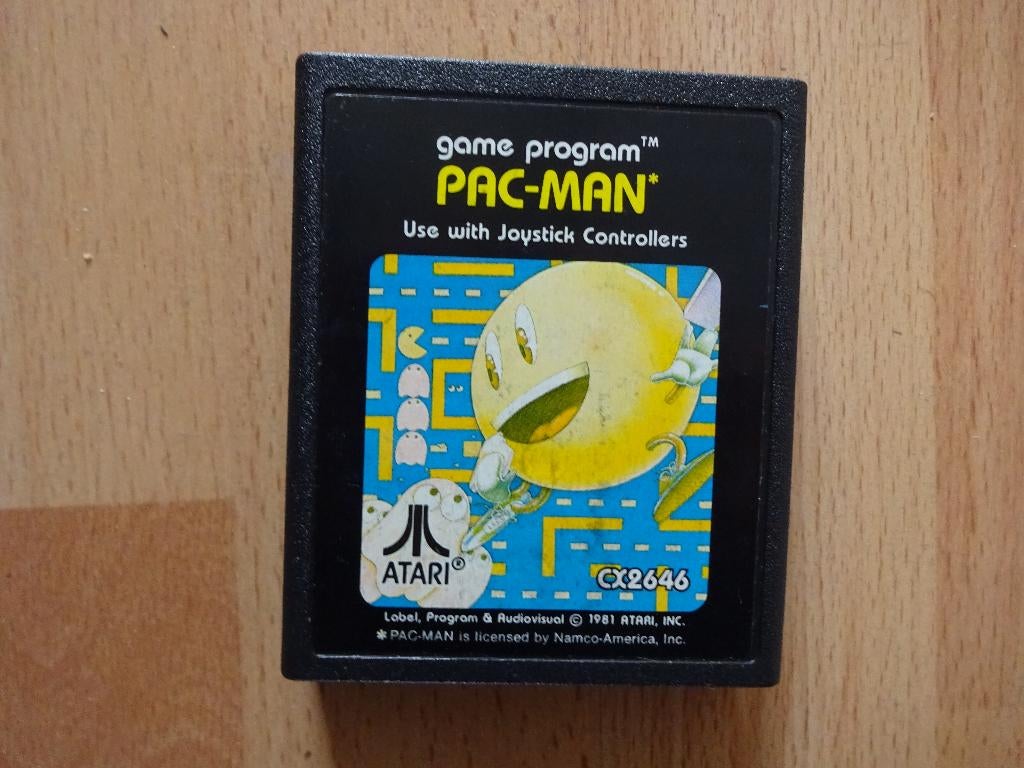 game program™
PAC-MAN*
Use with Joystick Controllers
ATARI®
CX2646
Label, Program & Audiovisual © 1981 ATARI, INC.
*PAC-MAN is licensed by Namco-America, Inc.